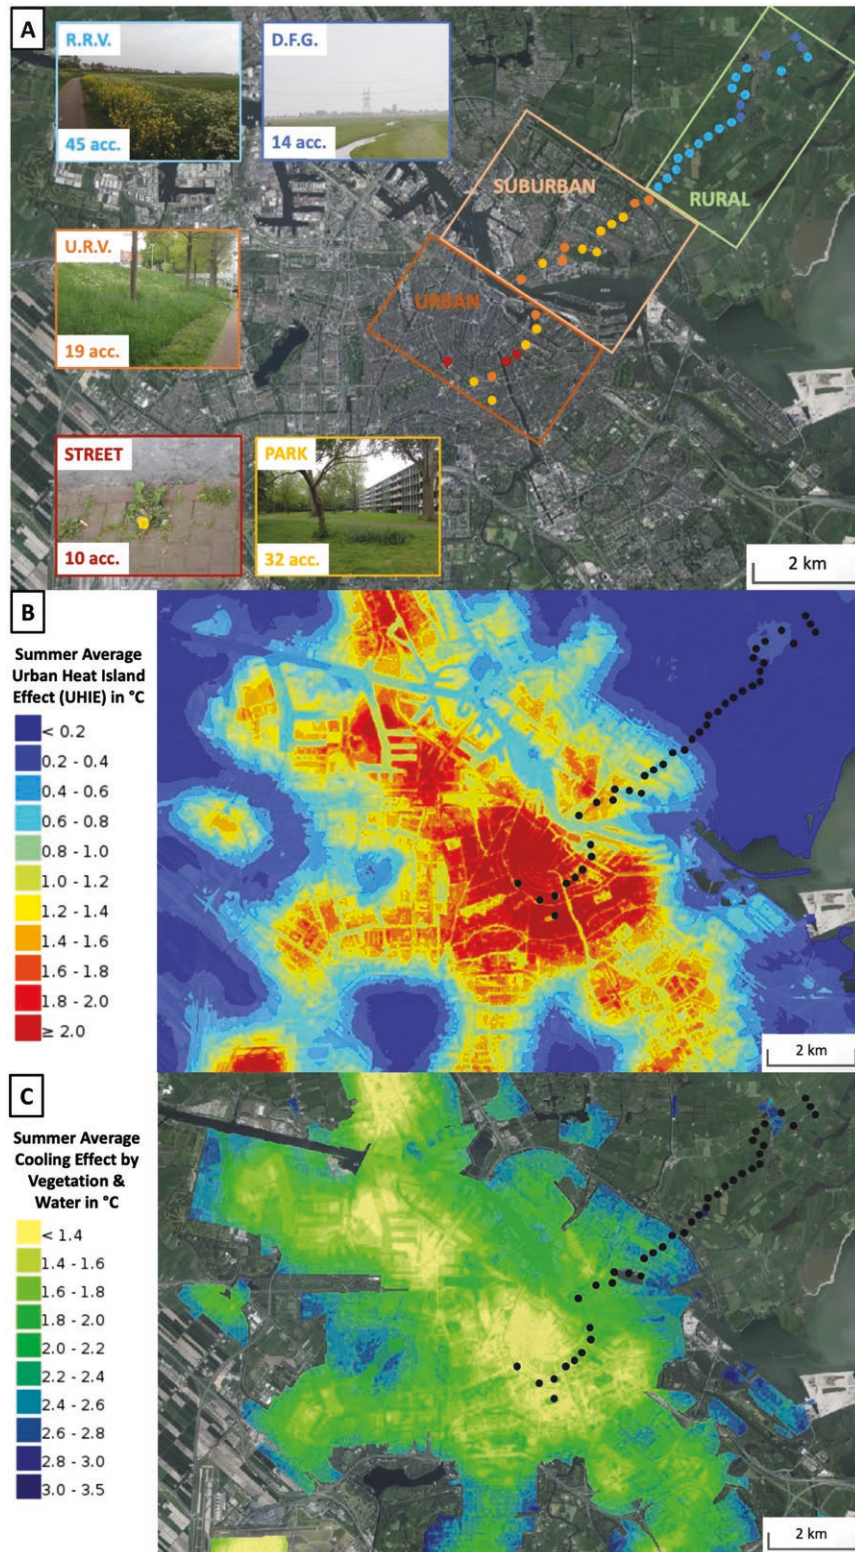 A
R.R.V.
45 acc.
D.F.G.
14 acc.
SUBURBAN
RURAL
U.R.V.
19 acc.
URBAN
STREET
10 acc.
PARK
32 acc.
2 km
B
Summer Average
Urban Heat Island
Effect (UHIE) in °C
< 0.2
0.2 - 0.4
0.4 - 0.6
0.6 - 0.8
0.8 - 1.0
1.0 - 1.2
1.2 - 1.4
1.4 - 1.6
1.6 - 1.8
1.8 - 2.0
≥ 2.0
2 km
C
Summer Average
Cooling Effect by
Vegetation &
Water in °C
< 1.4
1.4 - 1.6
1.6 - 1.8
1.8 - 2.0
2.0 - 2.2
2.2 - 2.4
2.4 - 2.6
2.6 - 2.8
2.8 - 3.0
3.0 - 3.5
2 km